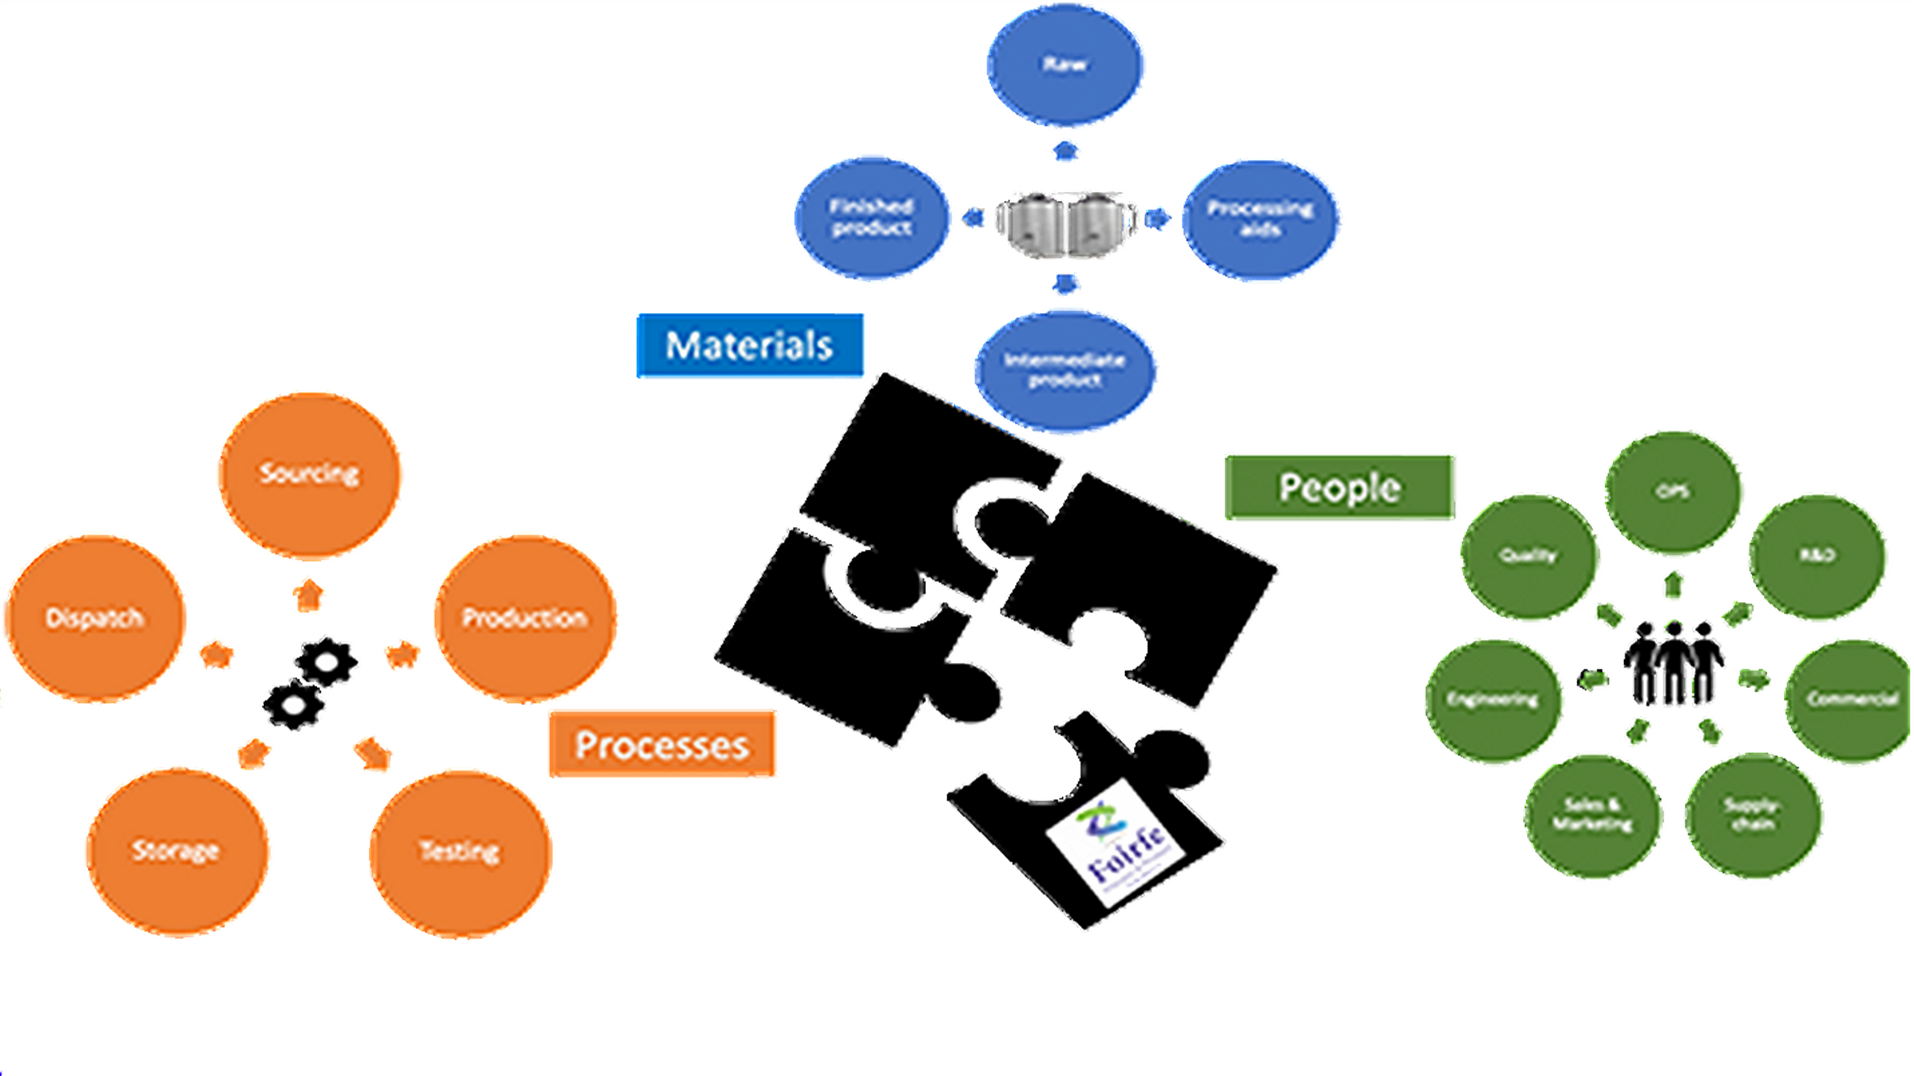 Raw
Finished
product
Processing
aids
Intermediate
product
Materials
People
Sourcing
Dispatch
Production
Storage
Testing
Processes
OPS
Quality
R&D
Engineering
Commercial
Sales &
Marketing
Supply-
chain
Foirfe